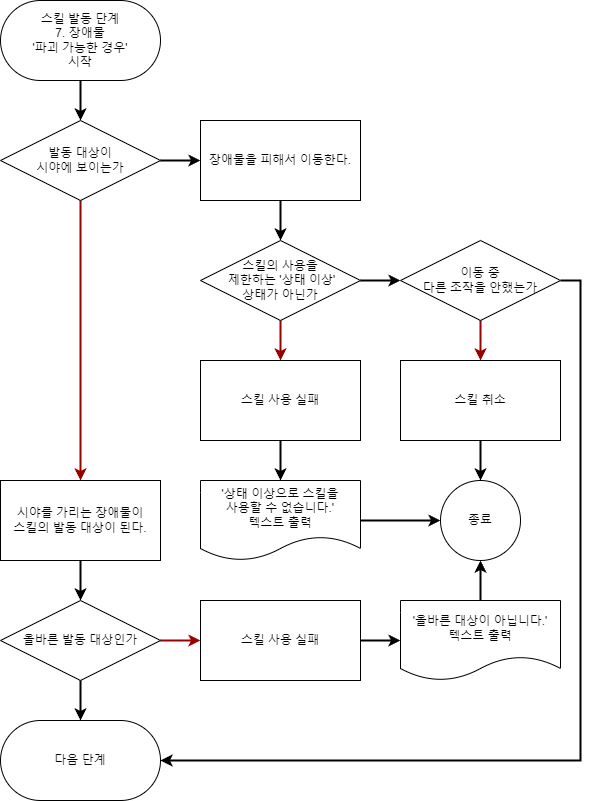 스킬 발동 단계
7. 장애물
'파괴 가능한 경우'
시작
발동 대상이
시야에 보이는가
장애물을 피해서 이동한다.
스킬의 사용을
제한하는 '상태 이상'
상태가 아닌가
이동 중
다른 조작을 안했는가
스킬 사용 실패
스킬 취소
시야를 가리는 장애물이
스킬의 발동 대상이 된다.
'상태 이상으로 스킬을
사용할 수 없습니다.'
텍스트 출력
종료
올바른 발동 대상인가
스킬 사용 실패
'올바른 대상이 아닙니다.'
텍스트 출력
다음 단계